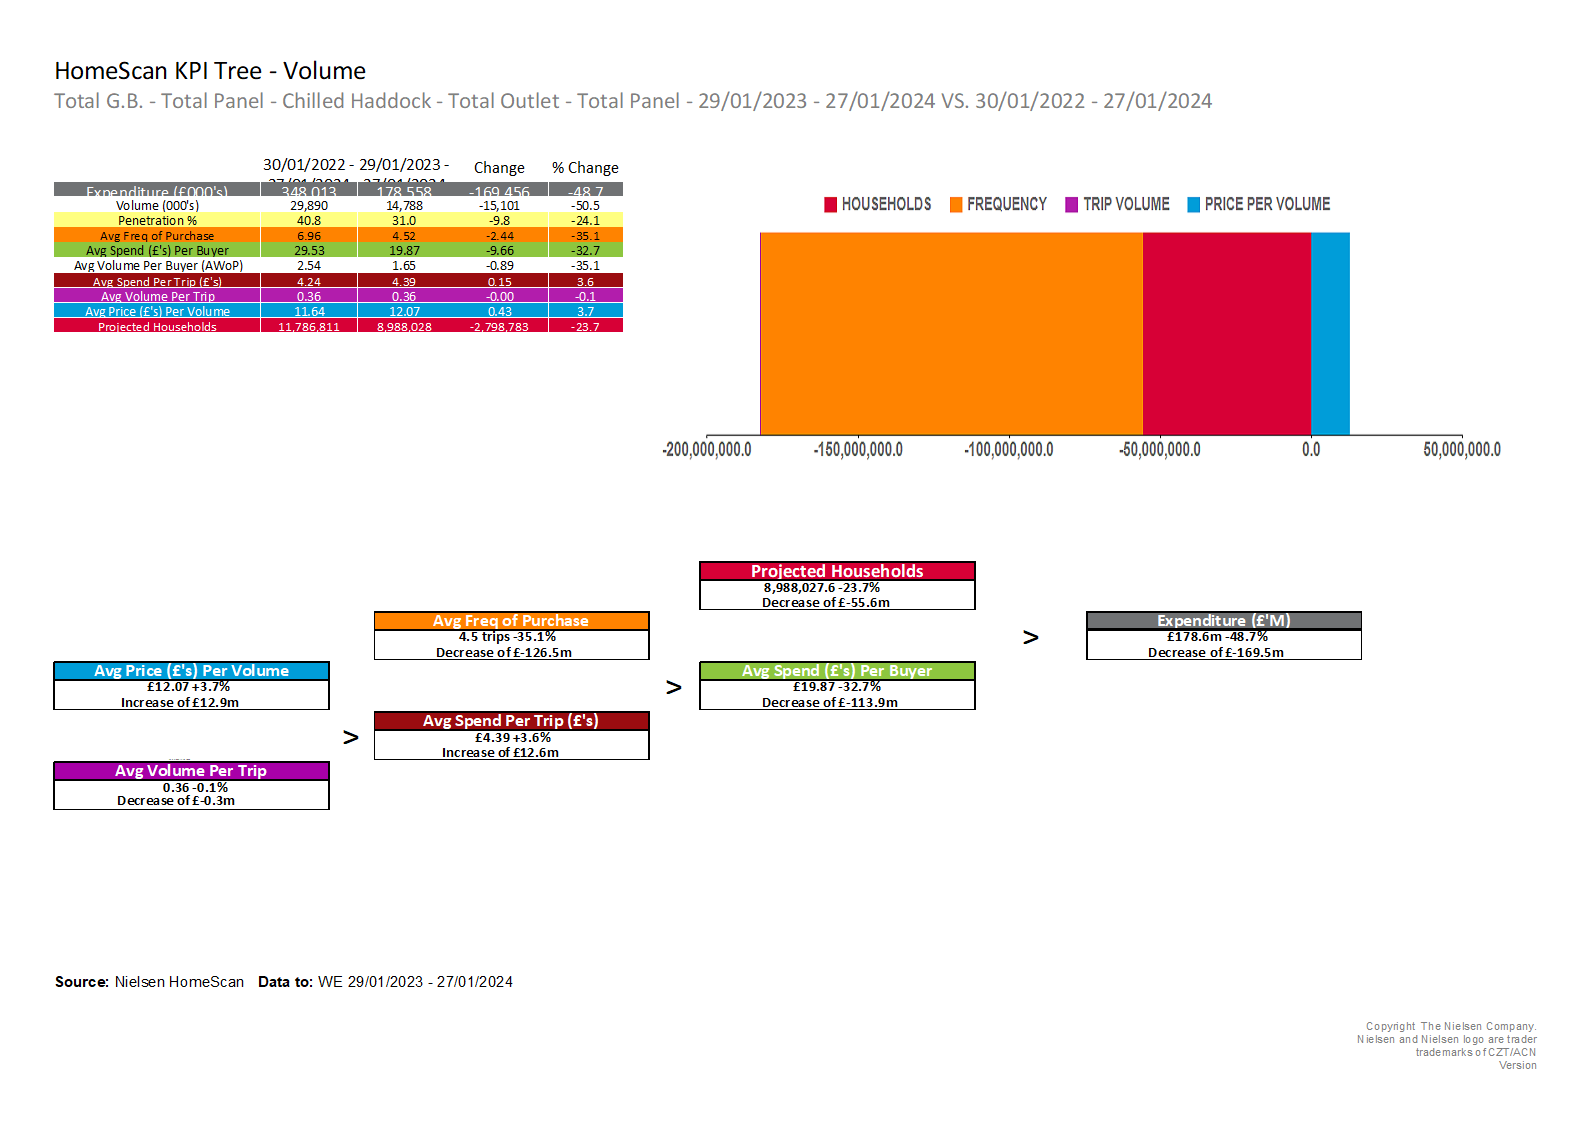 HomeScan KPI Tree - Volume
Total G.B. - Total Panel - Chilled Haddock - Total Outlet - Total Panel - 29/01/2023 - 27/01/2024 VS. 30/01/2022 - 27/01/2024
30/01/2022 - 29/01/2023 - Change % Change
27/01/2024 27/01/2024
Expenditure (£000's) 348,013 178,558 -169,456 -48.7
Volume (000's) 29,890 14,788 -15,101 -50.5
Penetration % 40.8 31.0 -9.8 -24.1
Avg Freq of Purchase 6.96 4.52 -2.44 -35.1
Avg Spend (£'s) Per Buyer 29.53 19.87 -9.66 -32.7
Avg Volume Per Buyer (AWoP) 2.54 1.65 -0.89 -35.1
Avg Spend Per Trip (£'s) 4.24 4.39 0.15 3.6
Avg Volume Per Trip 0.36 0.36 -0.00 -0.1
Avg Price (£'s) Per Volume 11.64 12.07 0.43 3.7
Projected Households 11,786,811 8,988,028 -2,798,783 -23.7
HOUSEHOLDS FREQUENCY TRIP VOLUME PRICE PER VOLUME
-200,000,000.0 -150,000,000.0 -100,000,000.0 -50,000,000.0 0.0 50,000,000.0
Projected Households
8,988,027.6 -23.7%
Decrease of £-55.6m
Avg Freq of Purchase
4.5 trips -35.1%
Decrease of £-126.5m
>
Expenditure (£'M)
£178.6m -48.7%
Decrease of £-169.5m
Avg Price (£'s) Per Volume
£12.07 +3.7%
Increase of £12.9m
>
Avg Spend (£'s) Per Buyer
£19.87 -32.7%
Decrease of £-113.9m
>
Avg Spend Per Trip (£'s)
£4.39 +3.6%
Increase of £12.6m
Avg Volume Per Trip
0.36 -0.1%
Decrease of £-0.3m
Source: Nielsen HomeScan Data to: WE 29/01/2023 - 27/01/2024
Copyright The Nielsen Company.
Nielsen and Nielsen logo are trader
trademarks of CZT/ACN
Version